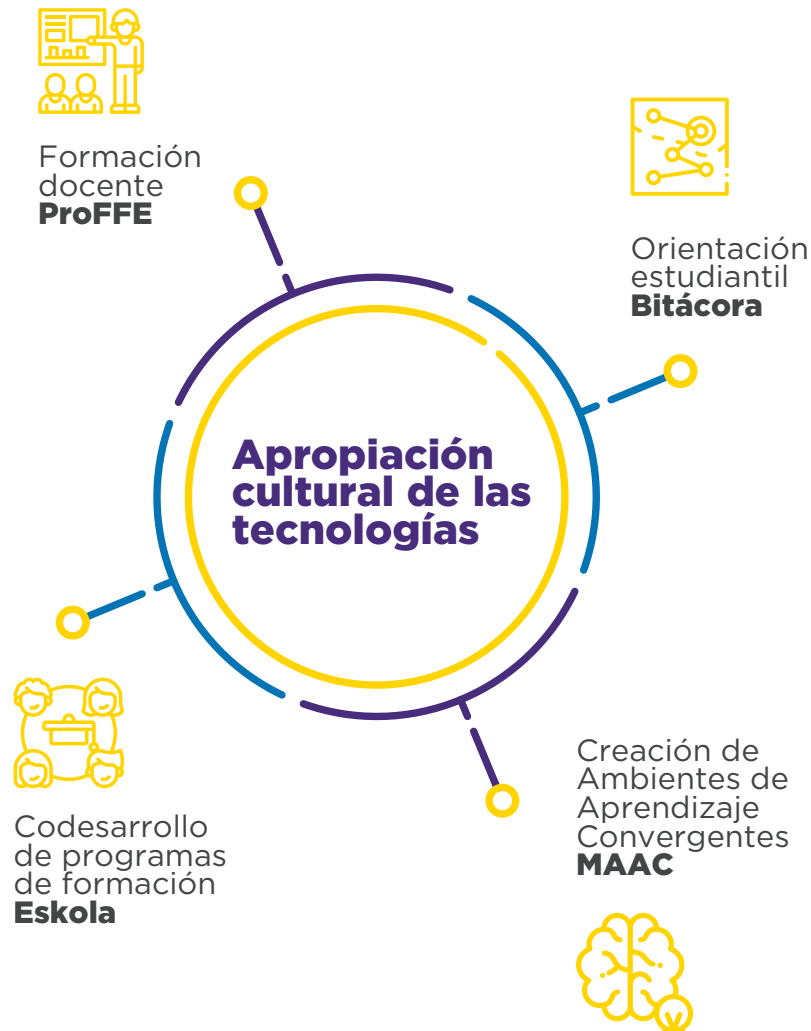 Formación
docente
ProFFE
Orientación
estudiantil
Bitácora
Apropiación
cultural de las
tecnologías
Codesarrollo
de programas
de formación
Eskola
Creación de
Ambientes de
Aprendizaje
Convergentes
MAAC